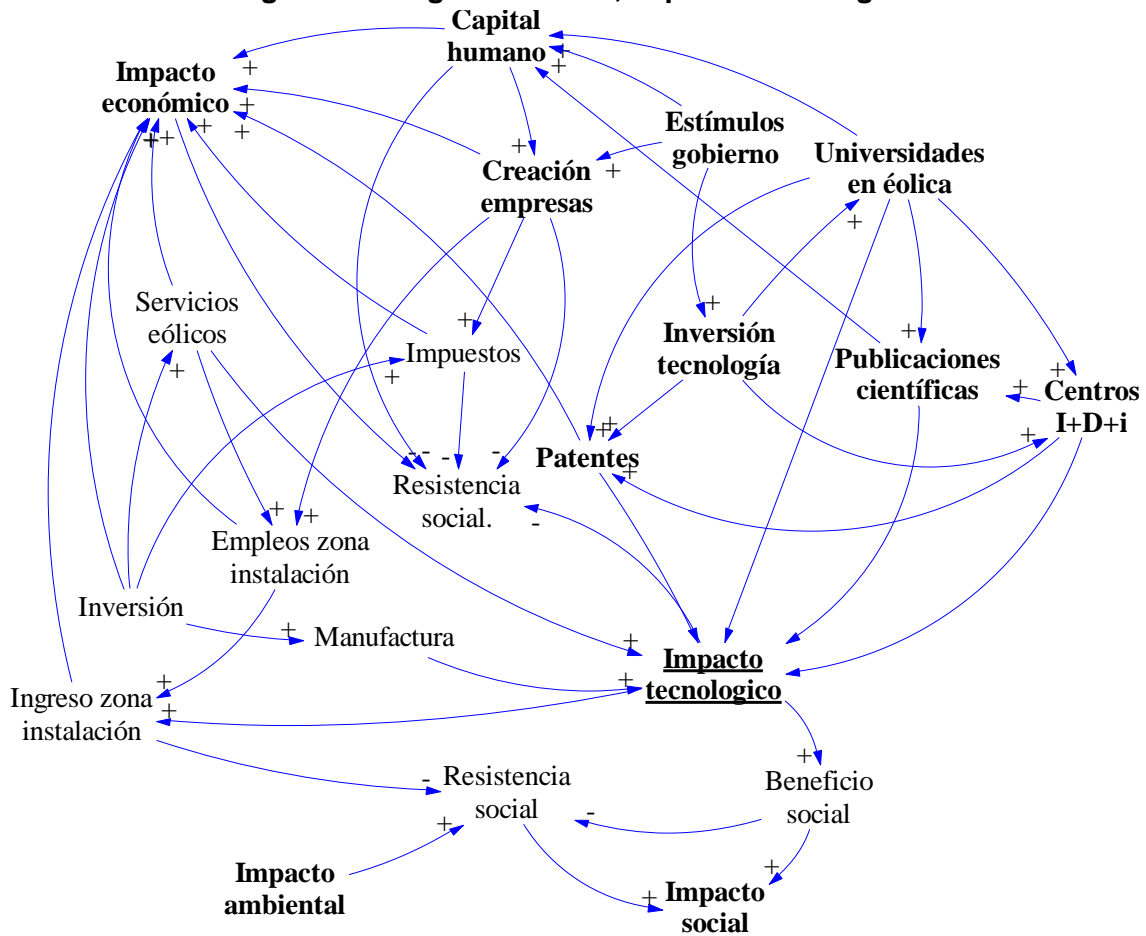 Capital
humano
Impacto
económico
Estímulos
gobierno
Universidades
en éolica
Creación
empresas
Servicios
eólicos
Impuestos
Inversión
tecnología
Publicaciones
científicas
Centros
I+D+i
Patentes
Resistencia
social.
Empleos zona
instalación
Inversión
Manufactura
Impacto
tecnologico
Ingreso zona
instalación
Resistencia
social
Beneficio
social
Impacto
ambiental
Impacto
social